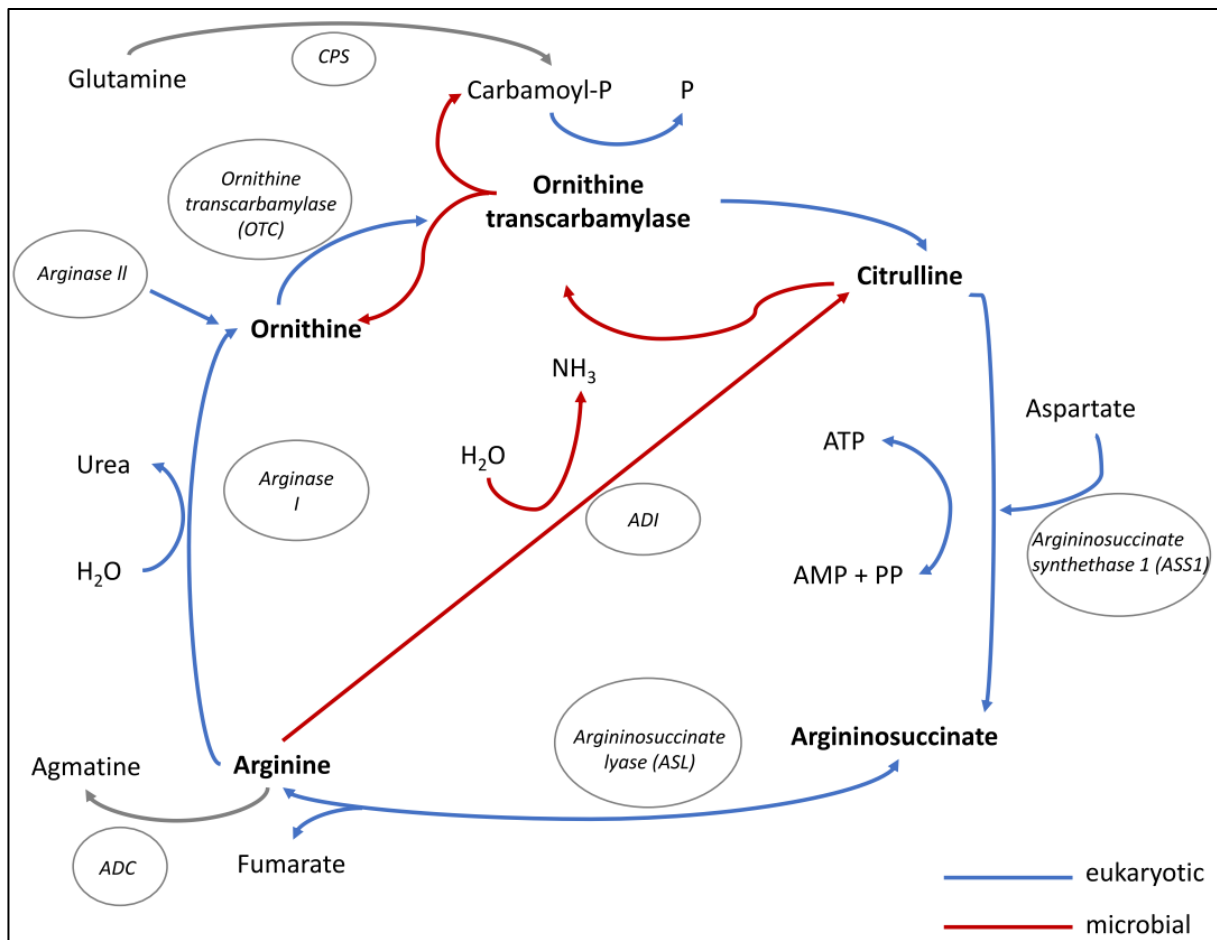 CPS
Glutamine
Carbamoyl-P
P
Ornithine
transcarbamylase
(OTC)
Ornithine
transcarbamylase
Arginase II
Citrulline
Ornithine
NH3
Aspartate
ATP
Urea
H2O
Arginase
I
ADI
Argininosuccinate
synthethase 1 (ASS1)
H2O
AMP + PP
Argininosuccinate
lyase (ASL)
Argininosuccinate
Agmatine
Arginine
ADC
Fumarate
eukaryotic
microbial